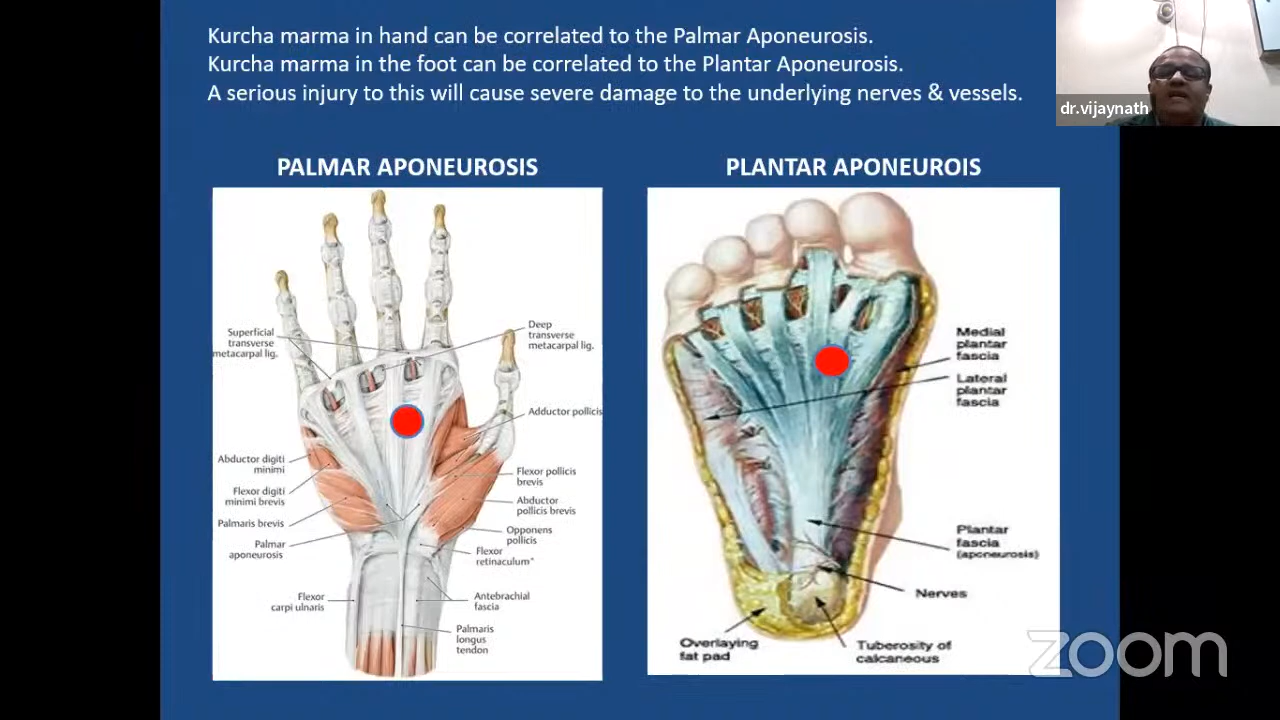 Kurcha marma in hand can be correlated to the Palmar Aponeurosis.
Kurcha marma in the foot can be correlated to the Plantar Aponeurosis.
A serious injury to this will cause severe damage to the underlying nerves & vessels.
dr.vijaynath
PALMAR APONEUROSIS
Superficial
transverse
metacarpal lig.
Deep
transverse
metacarpal lig.
Adductor pollicis
Abductor digiti
minimi
Flexor digiti
minimi brevis
Palmaris brevis
Palmar
aponeurosis
Flexor pollicis
brevis
Abductor
pollicis brevis
Opponens
pollicis
Flexor
retinaculum*
Flexor
carpi ulnaris
Antebrachial
fascia
Palmaris
longus
tendon
PLANTAR APONEUROIS
Medial
plantar
fascia
Lateral
plantar
fascia
Plantar
fascia
(aponeurosis)
Nerves
Overlaying
fat pad
Tuberosity of
calcaneous
zoom